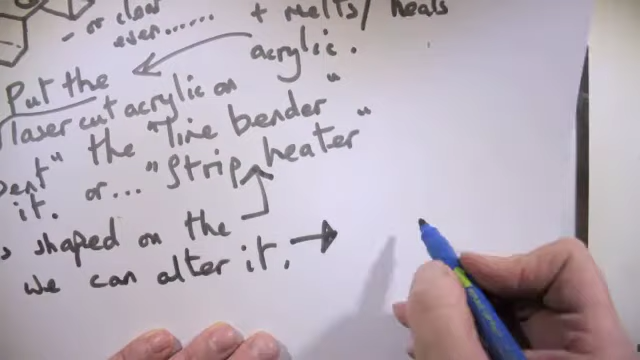 - or clear
even......
+ melts/ heats
acrylic.
Put the
laser cut acrylic on
the "line bender"
it. or... "Strip heater"
shaped on the
we can alter it,